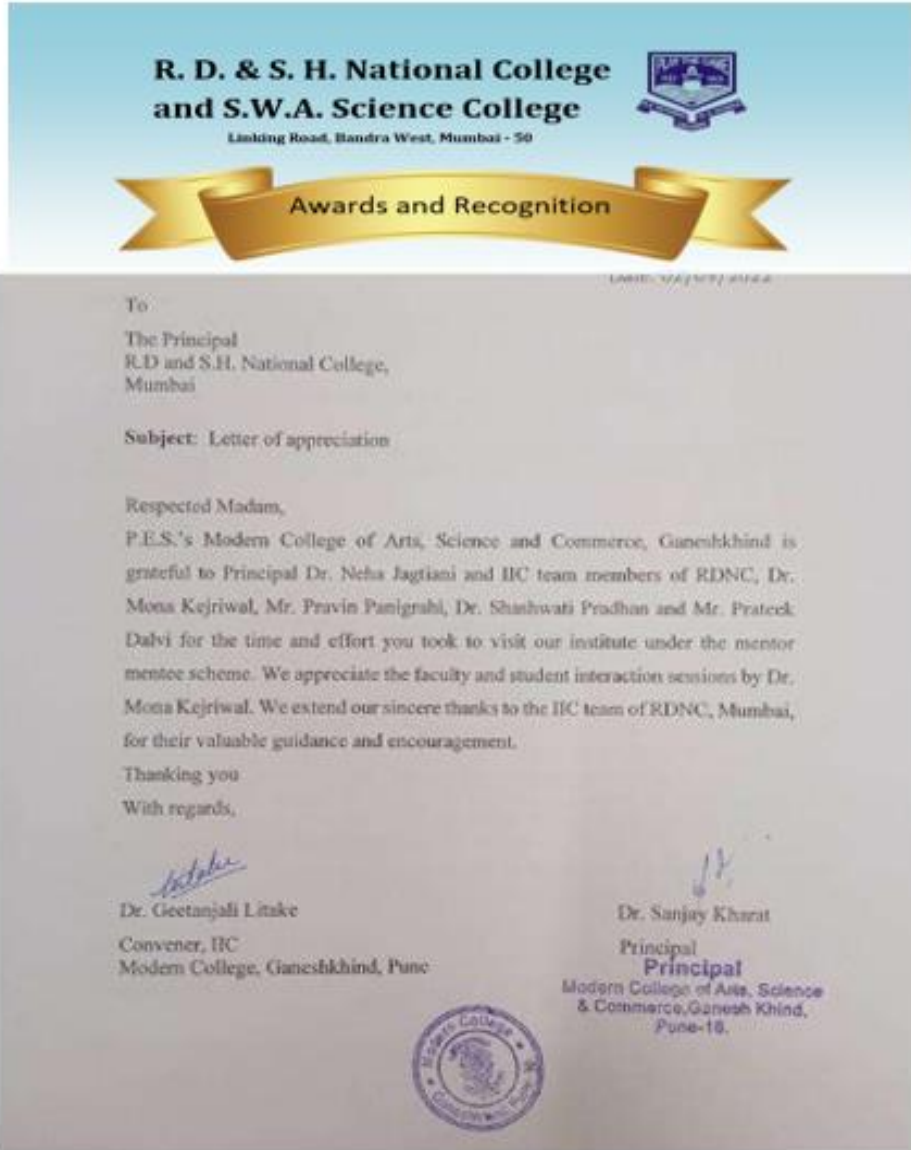 R. D. & S. H. National College
and S.W.A. Science College
Linking Road, Bandra West, Mumbai - 50
Awards and Recognition
Date:
To
The Principal
R.D and S.H. National College,
Mumbai
Subject: Letter of appreciation
Respected Madam,
P.E.S.'s Modern College of Arts, Science and Commerce, Ganeshkhind is
grateful to Principal Dr. Neha Jagtiani and IIC team members of RDNC, Dr.
Mona Kejriwal, Mr. Pravin Panigrahi, Dr. Shashwati Pradhan and Mr. Prateek
Dalvi for the time and effort you took to visit our institute under the mentor
mentee scheme. We appreciate the faculty and student interaction sessions by Dr.
Mona Kejriwal. We extend our sincere thanks to the IIC team of RDNC, Mumbai,
for their valuable guidance and encouragement.
Thanking you
With regards,
Dr. Geetanjali Litake
Convener, IIC
Modern College, Ganeshkhind, Pune
Dr. Sanjay Kharat
Principal
Principal
Modern College of Arts, Science
& Commerce, Ganesh Khind,
Pune-16.
Modern College